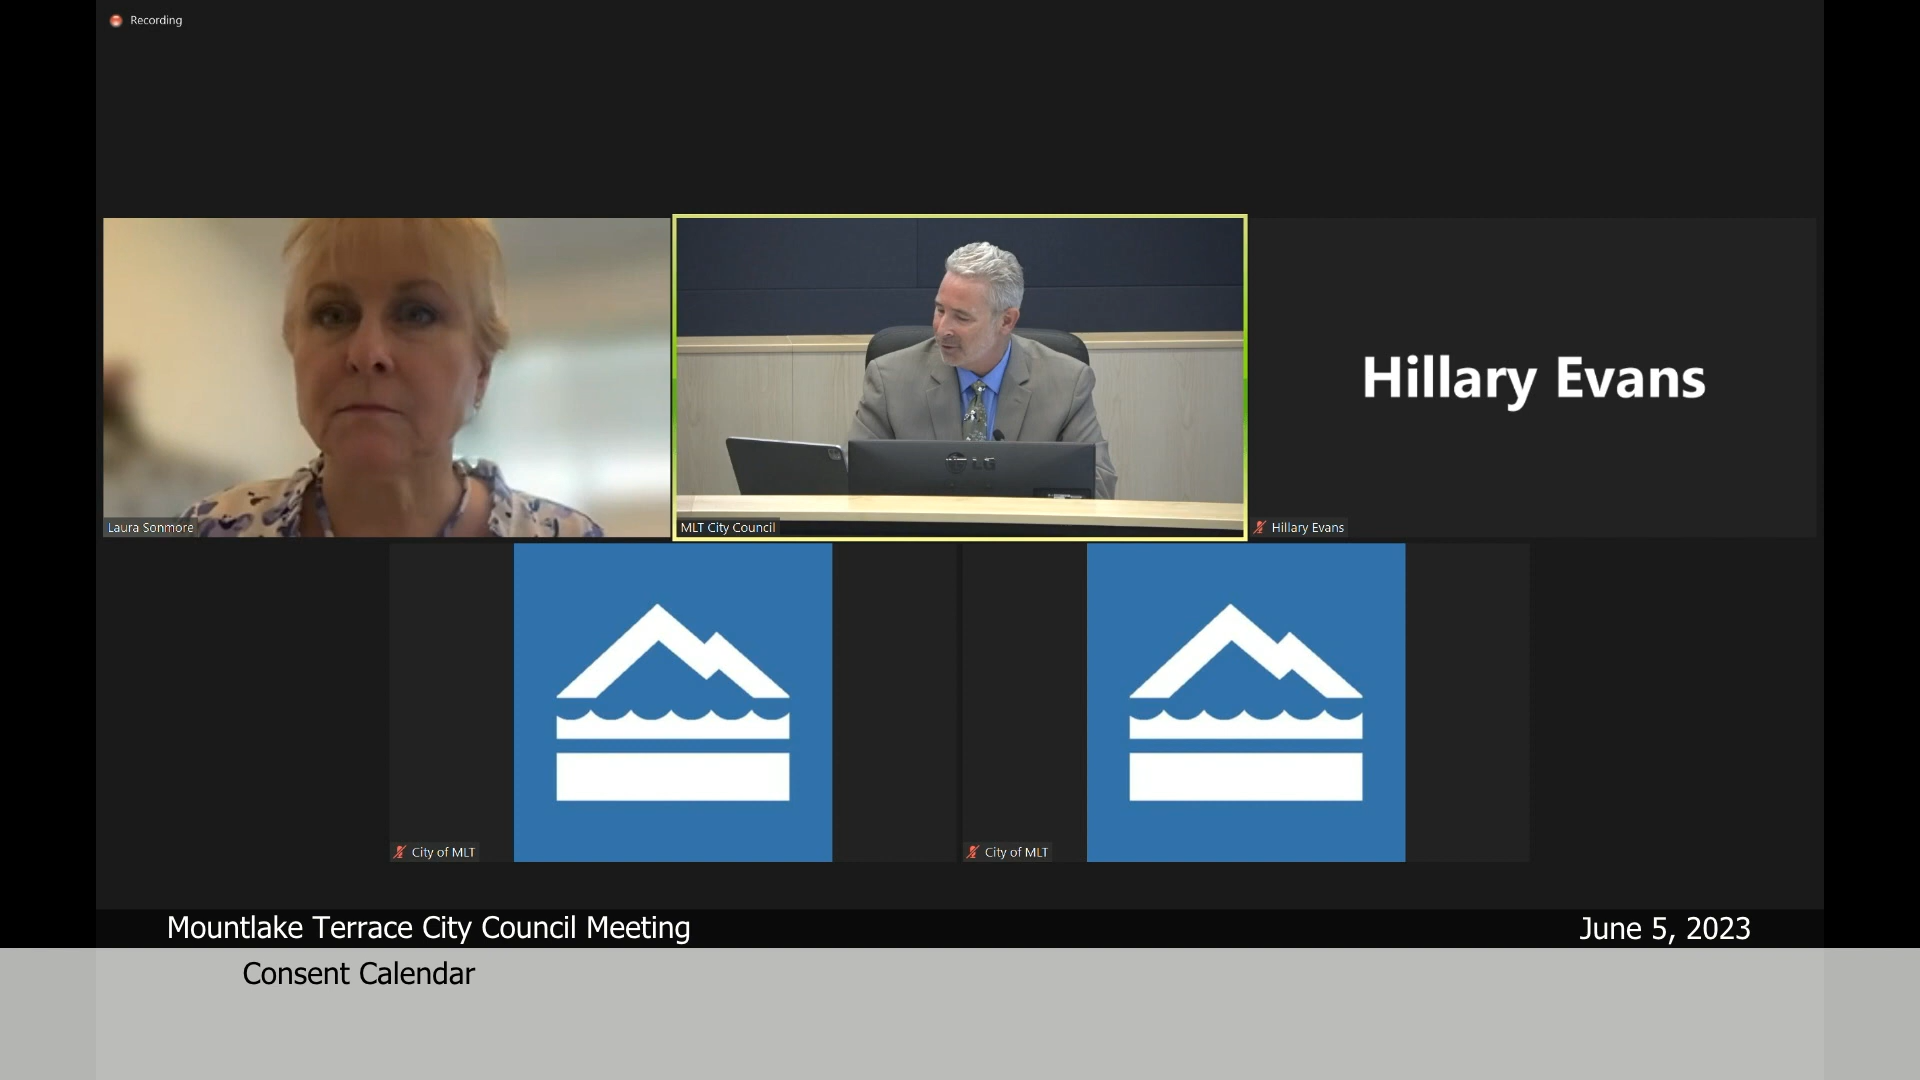 Recording
Hillary Evans
LG
Laura Sonmore
MLT City Council
Hillary Evans
City of MLT
City of MLT
Mountlake Terrace City Council Meeting
June 5, 2023
Consent Calendar